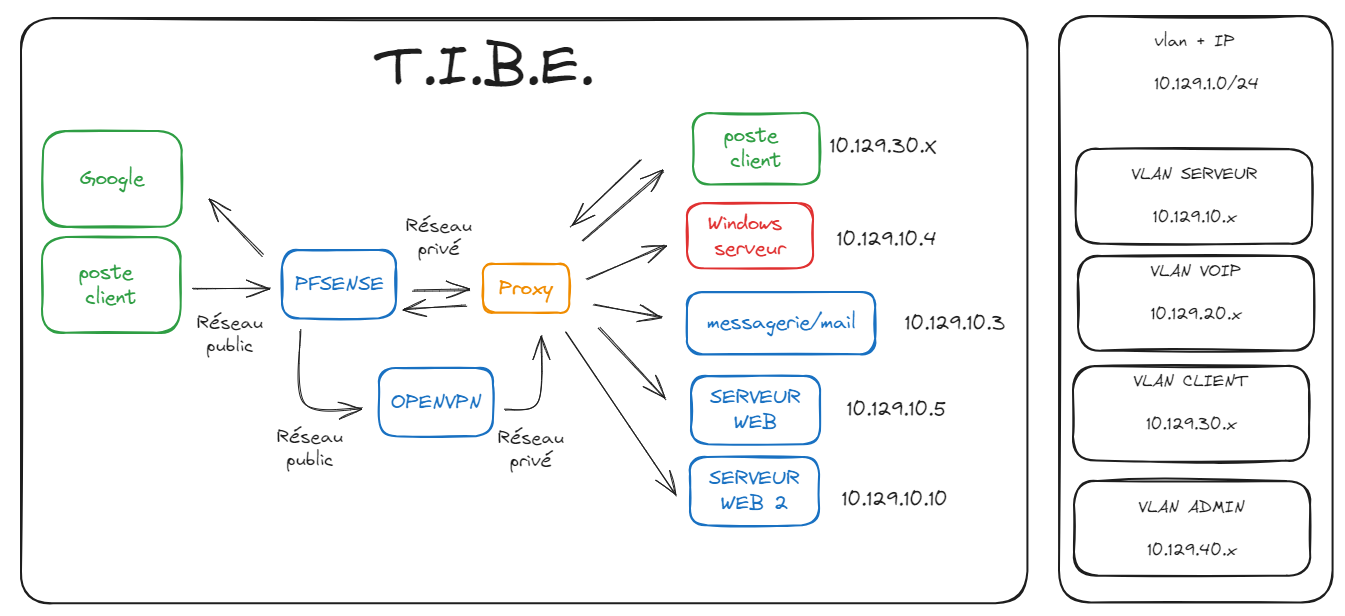 T.I.B.E.
Google
poste
client
Réseau
public
PFSENSE
Réseau
privé
Proxy
OPENVPN
Réseau
public
Réseau
privé
poste
client
10.129.30.x
Windows
serveur
10.129.10.4
messagerie/mail
10.129.10.3
SERVEUR
WEB
10.129.10.5
SERVEUR
WEB 2
10.129.10.10
vlan + IP
10.129.1.0/24
VLAN SERVEUR
10.129.10.x
VLAN VOIP
10.129.20.x
VLAN CLIENT
10.129.30.x
VLAN ADMIN
10.129.40.x